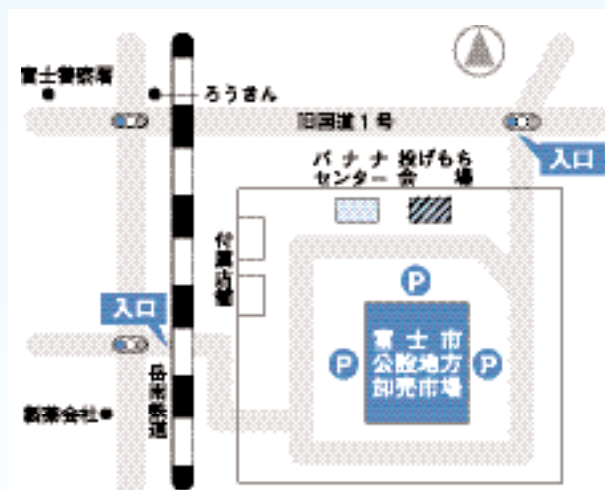 富士警察署
ろうきん
旧国道1号
入口
バナナ
センター
投げもち
会場
付属店舗
入口
P
富士市
公設地方
卸売市場
P
P
岳南鉄道
製薬会社